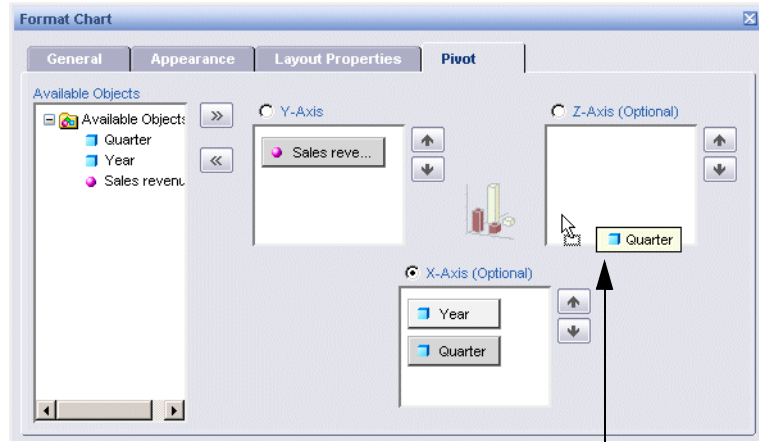 Format Chart
General Appearance Layout Properties Pivot
Available Objects
Available Objects
Quarter
Year
Sales revenu
Y-Axis
Sales reve...
Z-Axis (Optional)
Quarter
X-Axis (Optional)
Year
Quarter